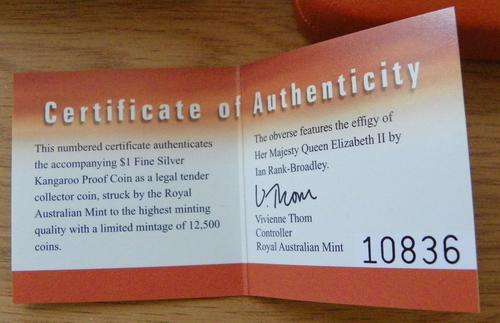 Certificate of Authenticity
This numbered certificate authenticates
the accompanying $1 Fine Silver
Kangaroo Proof Coin as a legal tender
collector coin, struck by the Royal
Australian Mint to the highest minting
quality with a limited mintage of 12,500
coins.
The obverse features the effigy of
Her Majesty Queen Elizabeth II by
Ian Rank-Broadley.
V. Thom
Vivienne Thom
Controller
Royal Australian Mint
10836